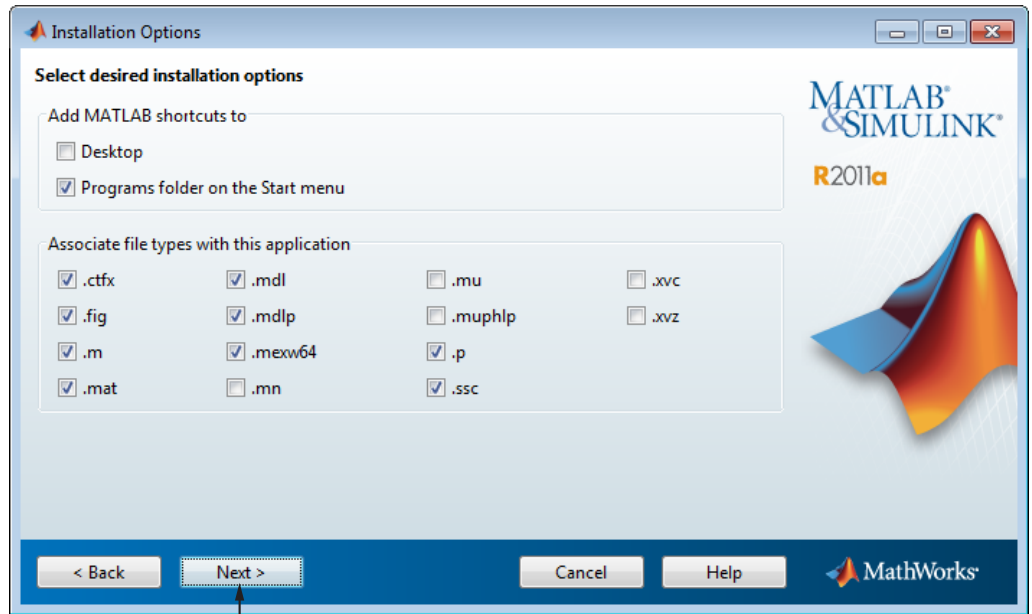 Installation Options
Select desired installation options
MATLAB®
&SIMULINK®
R2011a
Add MATLAB shortcuts to
Desktop
Programs folder on the Start menu
Associate file types with this application
.ctfx .mdl .mu .xvc
.fig .mdlp .muphlp .xvz
.m .mexw64 .p
.mat .mn .ssc
< Back Next > Cancel Help MathWorks®